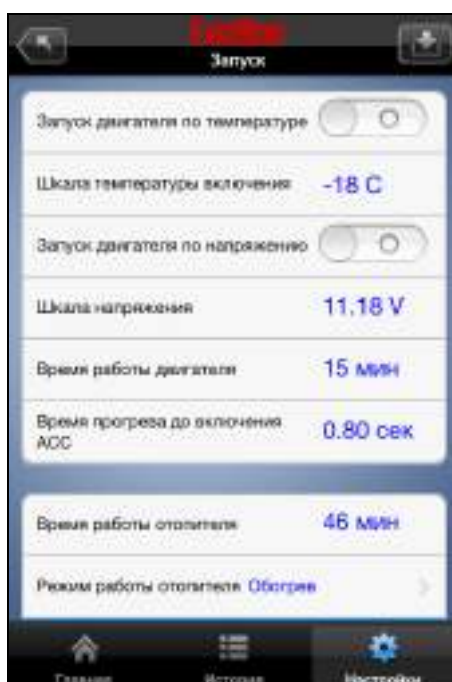 Запуск
Запуск двигателя по температуре
Шкала температуры включения -18 C
Запуск двигателя по напряжению
Шкала напряжения 11.18 V
Время работы двигателя 15 мин
Время прогрева до включения
ACC 0.80 сек
Время работы отопителя 46 мин
Режим работы отопителя Обогрев
Главная История Настройки